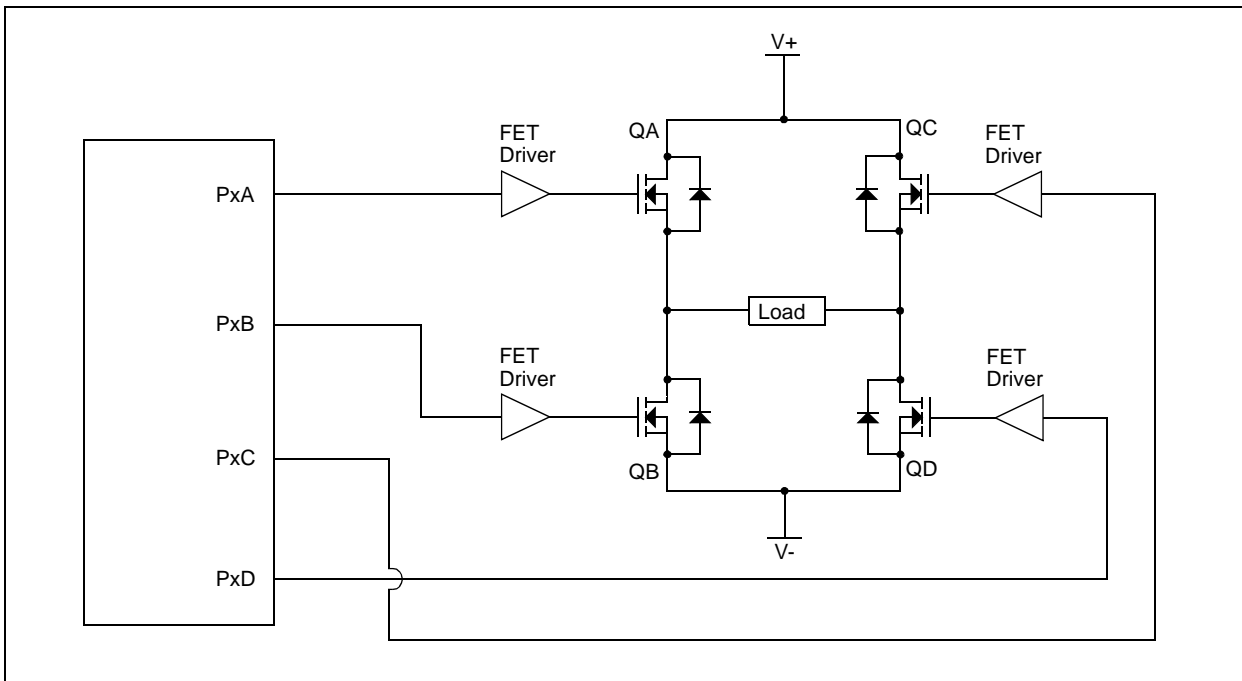 V+
QA
QC
FET
Driver
FET
Driver
PxA
Load
PxB
FET
Driver
FET
Driver
PxC
QB
QD
V-
PxD